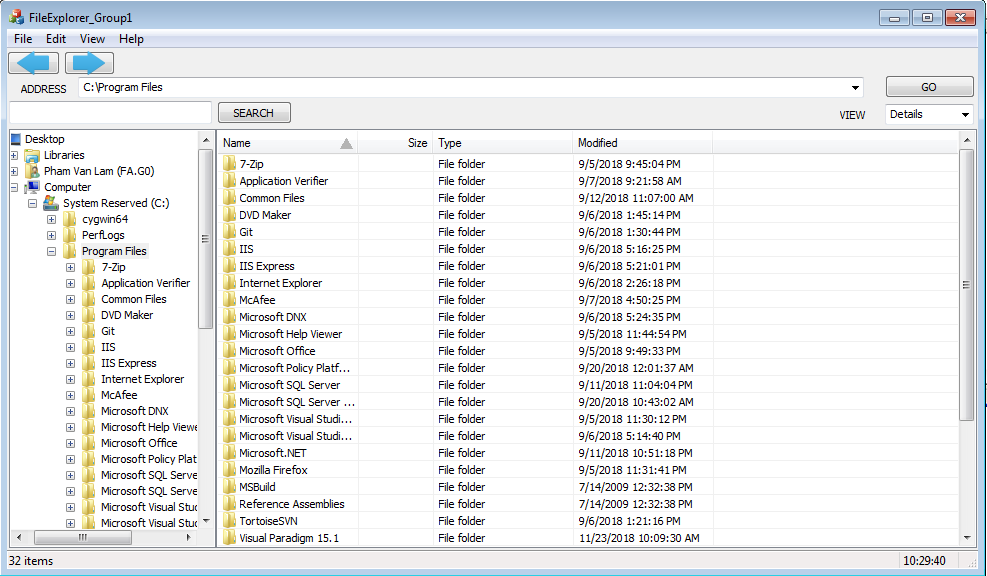 FileExplorer_Group1
File Edit View Help
ADDRESS C:\Program Files GO
SEARCH VIEW Details
Desktop
Libraries
Pham Van Lam (FA.G0)
Computer
System Reserved (C:)
cygwin64
PerfLogs
Program Files
7-Zip
Application Verifier
Common Files
DVD Maker
Git
IIS
IIS Express
Internet Explorer
McAfee
Microsoft DNX
Microsoft Help Viewe
Microsoft Office
Microsoft Policy Plat
Microsoft SQL Serve
Microsoft SQL Serve
Microsoft Visual Stud
Microsoft Visual Stud
Name Size Type Modified
7-Zip File folder 9/5/2018 9:45:04 PM
Application Verifier File folder 9/7/2018 9:21:58 AM
Common Files File folder 9/12/2018 11:07:00 AM
DVD Maker File folder 9/6/2018 1:45:14 PM
Git File folder 9/6/2018 1:30:44 PM
IIS File folder 9/6/2018 5:16:25 PM
IIS Express File folder 9/6/2018 5:21:01 PM
Internet Explorer File folder 9/6/2018 2:26:18 PM
McAfee File folder 9/7/2018 4:50:25 PM
Microsoft DNX File folder 9/6/2018 5:24:35 PM
Microsoft Help Viewer File folder 9/5/2018 11:44:54 PM
Microsoft Office File folder 9/5/2018 9:49:33 PM
Microsoft Policy Platf... File folder 9/20/2018 12:01:37 AM
Microsoft SQL Server File folder 9/11/2018 11:04:04 PM
Microsoft SQL Server ... File folder 9/20/2018 10:43:02 AM
Microsoft Visual Studi... File folder 9/5/2018 11:30:12 PM
Microsoft Visual Studi... File folder 9/6/2018 5:14:40 PM
Microsoft.NET File folder 9/11/2018 10:51:18 PM
Mozilla Firefox File folder 9/5/2018 11:31:41 PM
MSBuild File folder 7/14/2009 12:32:38 PM
Reference Assemblies File folder 7/14/2009 12:32:38 PM
TortoiseSVN File folder 9/6/2018 1:21:16 PM
Visual Paradigm 15.1 File folder 11/23/2018 10:09:30 AM
32 items 10:29:40